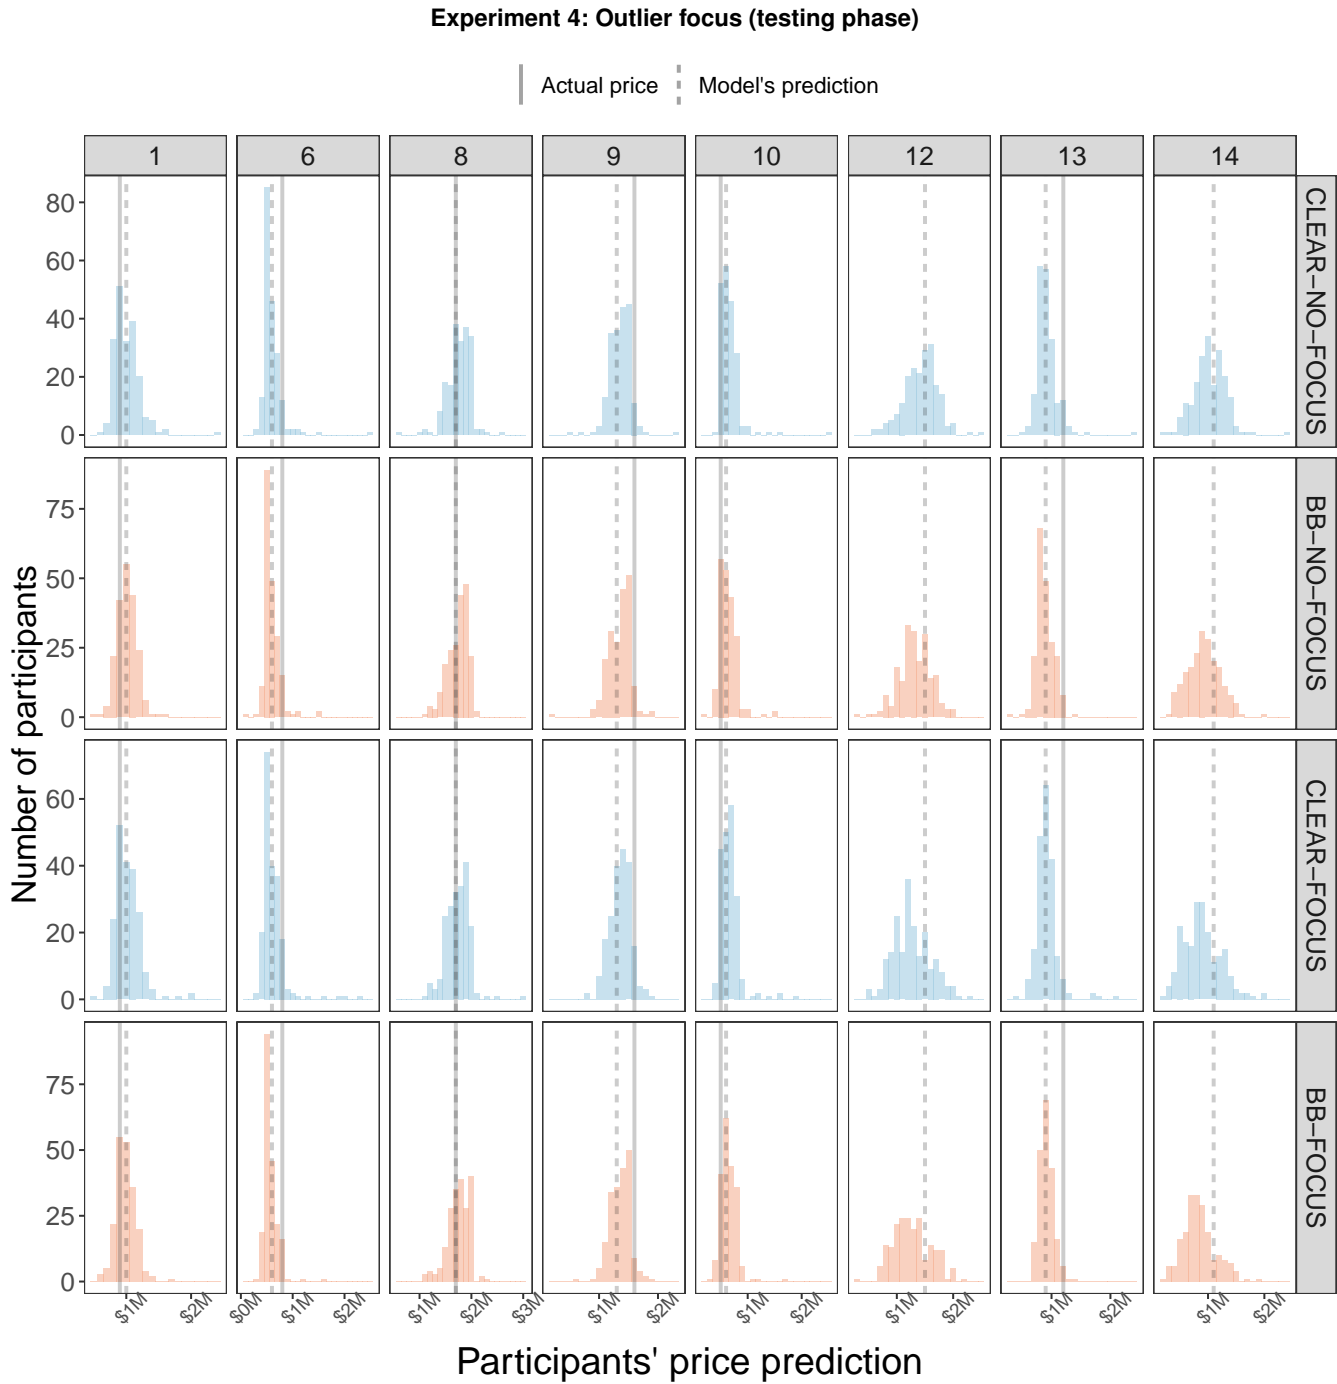 Experiment 4: Outlier focus (testing phase)
Actual price Model's prediction
1 6 8 9 10 12 13 14
80
60
40
20
0
CLEAR−NO−FOCUS
75
50
25
0
BB−NO−FOCUS
Number of participants
60
40
20
0
CLEAR−FOCUS
75
50
25
0
BB−FOCUS
$1M $2M $0M $1M $2M $1M $2M $3M $1M $2M $1M $2M $1M $2M $1M $2M $1M $2M
Participants' price prediction